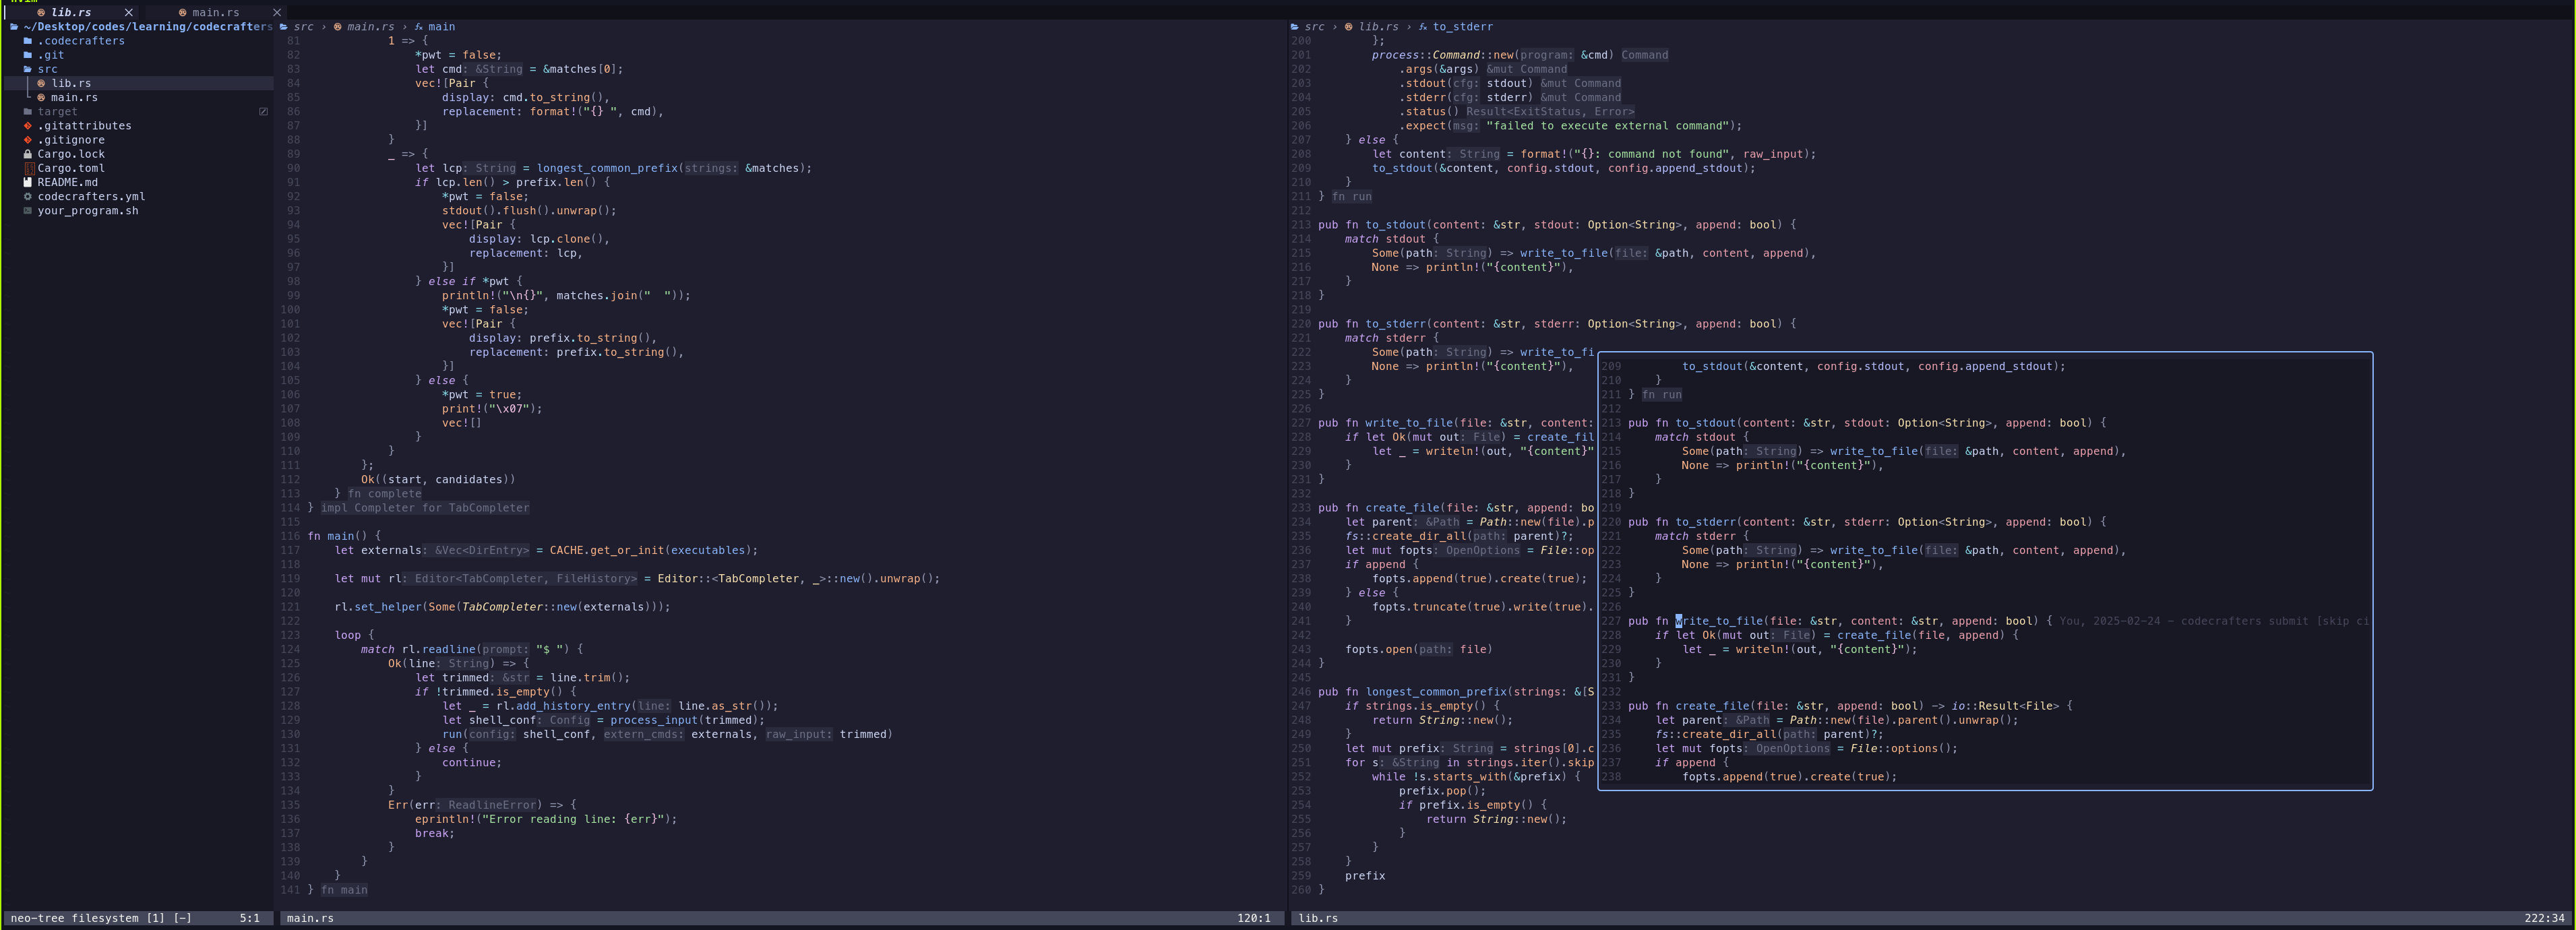 nvim
lib.rs ✕ main.rs ✕
~/Desktop/codes/learning/codecrafters
.codecrafters
.git
src
lib.rs
main.rs
target
.gitattributes
.gitignore
Cargo.lock
Cargo.toml
README.md
codecrafters.yml
your_program.sh
neo-tree filesystem [1] [-] 5:1
src › main.rs › main
81 1 => {
82 *pwt = false;
83 let cmd: &String = &matches[0];
84 vec![Pair {
85 display: cmd.to_string(),
86 replacement: format!("{} ", cmd),
87 }]
88 }
89 _ => {
90 let lcp: String = longest_common_prefix(strings: &matches);
91 if lcp.len() > prefix.len() {
92 *pwt = false;
93 stdout().flush().unwrap();
94 vec![Pair {
95 display: lcp.clone(),
96 replacement: lcp,
97 }]
98 } else if *pwt {
99 println!("\n{}", matches.join("  "));
100 *pwt = false;
101 vec![Pair {
102 display: prefix.to_string(),
103 replacement: prefix.to_string(),
104 }]
105 } else {
106 *pwt = true;
107 print!("\x07");
108 vec![]
109 }
110 }
111 };
112 Ok((start, candidates))
113 } fn complete
114 } impl Completer for TabCompleter
115
116 fn main() {
117 let externals: &Vec<DirEntry> = CACHE.get_or_init(executables);
118
119 let mut rl: Editor<TabCompleter, FileHistory> = Editor::<TabCompleter, _>::new().unwrap();
120
121 rl.set_helper(Some(TabCompleter::new(externals)));
122
123 loop {
124 match rl.readline(prompt: "$ ") {
125 Ok(line: String) => {
126 let trimmed: &str = line.trim();
127 if !trimmed.is_empty() {
128 let _ = rl.add_history_entry(line: line.as_str());
129 let shell_conf: Config = process_input(trimmed);
130 run(config: shell_conf, extern_cmds: externals, raw_input: trimmed)
131 } else {
132 continue;
133 }
134 }
135 Err(err: ReadlineError) => {
136 eprintln!("Error reading line: {err}");
137 break;
138 }
139 }
140 }
141 } fn main
main.rs 120:1
src › lib.rs › to_stderr
200 };
201 process::Command::new(program: &cmd) Command
202 .args(&args) &mut Command
203 .stdout(cfg: stdout) &mut Command
204 .stderr(cfg: stderr) &mut Command
205 .status() Result<ExitStatus, Error>
206 .expect(msg: "failed to execute external command");
207 } else {
208 let content: String = format!("{}: command not found", raw_input);
209 to_stdout(&content, config.stdout, config.append_stdout);
210 }
211 } fn run
212
213 pub fn to_stdout(content: &str, stdout: Option<String>, append: bool) {
214 match stdout {
215 Some(path: String) => write_to_file(file: &path, content, append),
216 None => println!("{content}"),
217 }
218 }
219
220 pub fn to_stderr(content: &str, stderr: Option<String>, append: bool) {
221 match stderr {
222 Some(path: String) => write_to_fi
223 None => println!("{content}"),
224 }
225 }
226
227 pub fn write_to_file(file: &str, content:
228 if let Ok(mut out: File) = create_fil
229 let _ = writeln!(out, "{content}"
230 }
231 }
232
233 pub fn create_file(file: &str, append: bo
234 let parent: &Path = Path::new(file).p
235 fs::create_dir_all(path: parent)?;
236 let mut fopts: OpenOptions = File::op
237 if append {
238 fopts.append(true).create(true);
239 } else {
240 fopts.truncate(true).write(true).
241 }
242
243 fopts.open(path: file)
244 }
245
246 pub fn longest_common_prefix(strings: &[S
247 if strings.is_empty() {
248 return String::new();
249 }
250 let mut prefix: String = strings[0].c
251 for s: &String in strings.iter().skip
252 while !s.starts_with(&prefix) {
253 prefix.pop();
254 if prefix.is_empty() {
255 return String::new();
256 }
257 }
258 }
259 prefix
260 }
lib.rs 222:34
209 to_stdout(&content, config.stdout, config.append_stdout);
210 }
211 } fn run
212
213 pub fn to_stdout(content: &str, stdout: Option<String>, append: bool) {
214 match stdout {
215 Some(path: String) => write_to_file(file: &path, content, append),
216 None => println!("{content}"),
217 }
218 }
219
220 pub fn to_stderr(content: &str, stderr: Option<String>, append: bool) {
221 match stderr {
222 Some(path: String) => write_to_file(file: &path, content, append),
223 None => println!("{content}"),
224 }
225 }
226
227 pub fn write_to_file(file: &str, content: &str, append: bool) { You, 2025-02-24 - codecrafters submit [skip ci
228 if let Ok(mut out: File) = create_file(file, append) {
229 let _ = writeln!(out, "{content}");
230 }
231 }
232
233 pub fn create_file(file: &str, append: bool) -> io::Result<File> {
234 let parent: &Path = Path::new(file).parent().unwrap();
235 fs::create_dir_all(path: parent)?;
236 let mut fopts: OpenOptions = File::options();
237 if append {
238 fopts.append(true).create(true);